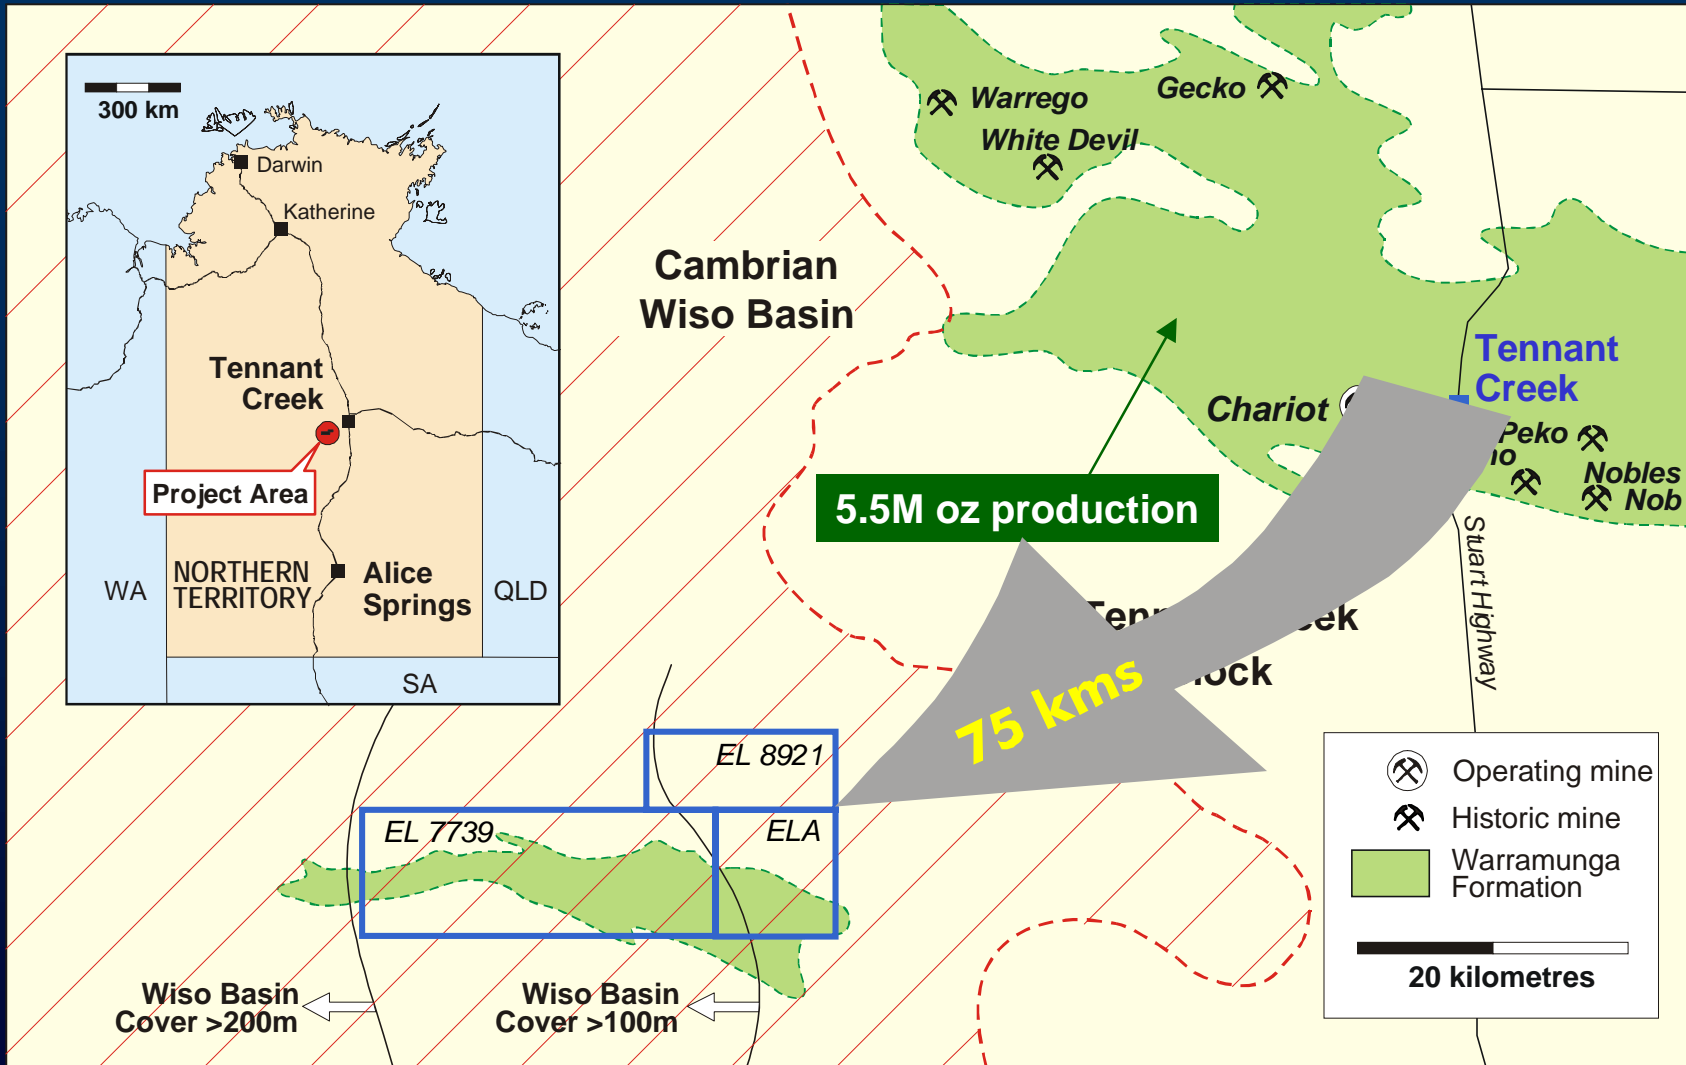 300 km
Darwin
Katherine
Tennant
Creek
Project Area
NORTHERN
TERRITORY
Alice
Springs
WA
QLD
SA
Warrego
Gecko
White Devil
Cambrian
Wiso Basin
Tennant
Creek
Chariot
Peko
Nobles
Nob
5.5M oz production
Stuart Highway
75 kms
EL 8921
EL 7739
ELA
Wiso Basin
Cover >200m
Wiso Basin
Cover >100m
Operating mine
Historic mine
Warramunga
Formation
20 kilometres